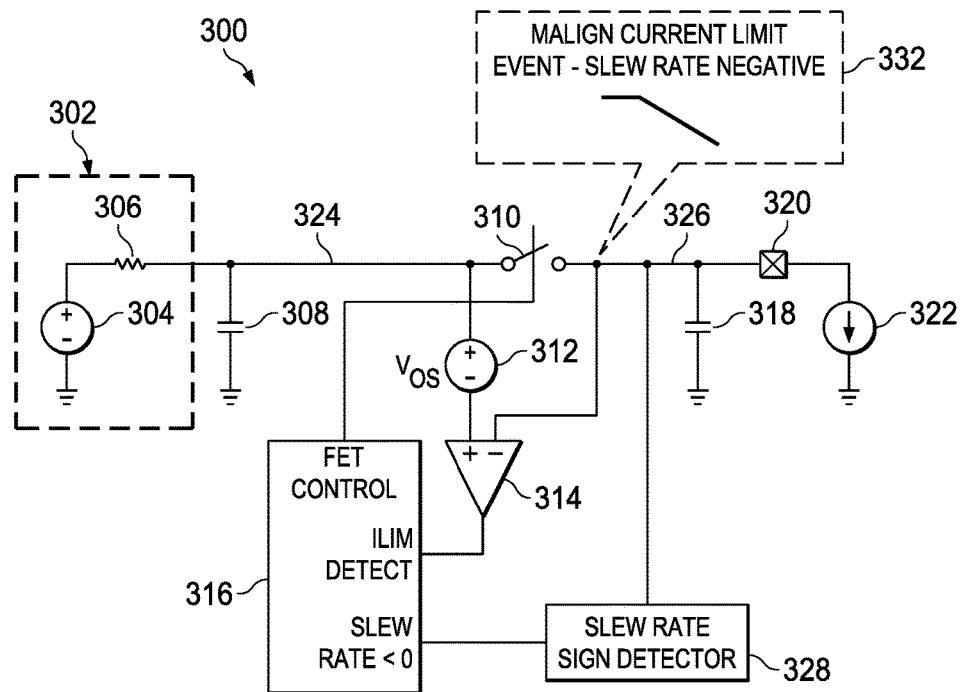 300
MALIGN CURRENT LIMIT
EVENT - SLEW RATE NEGATIVE
332
302
306
324
310
326
320
+
-
304
308
318
322
VOS
+
-
312
+ -
314
FET
CONTROL
ILIM
DETECT
316
SLEW
RATE < 0
SLEW RATE
SIGN DETECTOR
328